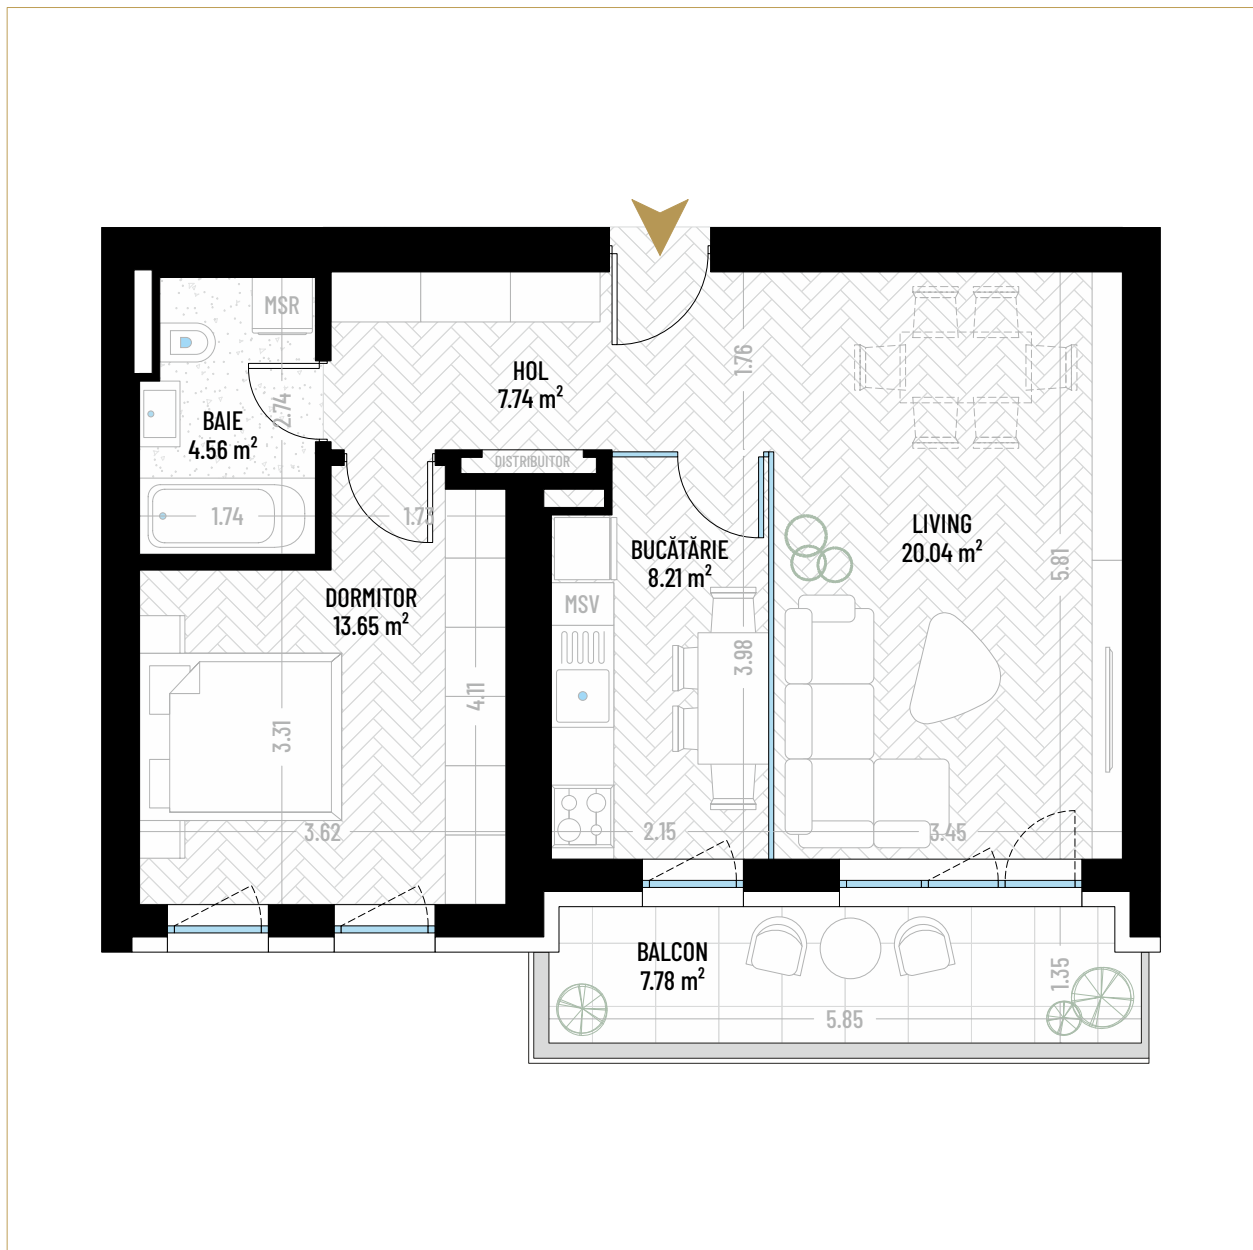 MSR
1.76
HOL
7.74 m²
2.74
BAIE
4.56 m²
DISTRIBUITOR
1.74
1.73
LIVING
20.04 m²
BUCĂTĂRIE
8.21 m²
5.81
DORMITOR
13.65 m²
MSV
3.98
4.11
3.31
3.62
2.15
3.45
BALCON
7.78 m²
1.35
5.85